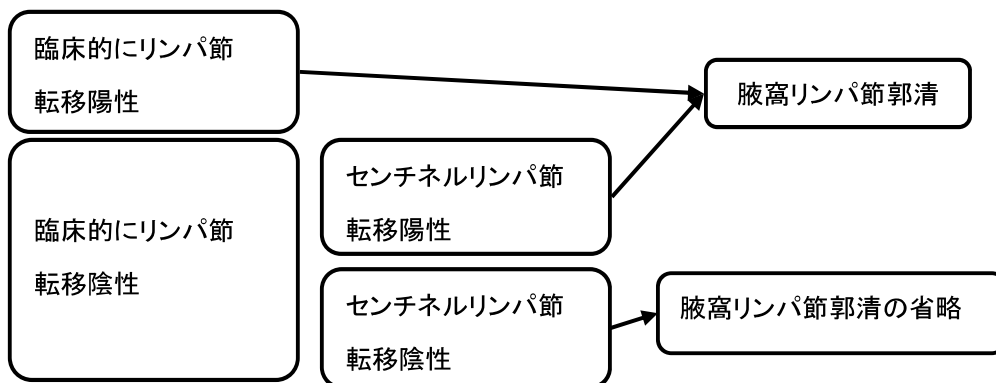 臨床的にリンパ節
転移陽性
腋窩リンパ節郭清
センチネルリンパ節
転移陽性
臨床的にリンパ節
転移陰性
センチネルリンパ節
転移陰性
腋窩リンパ節郭清の省略